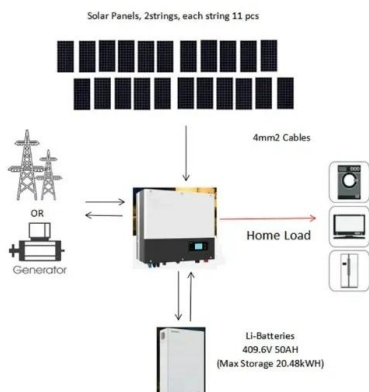 Solar Panels, 2strings, each string 11 pcs
4mm2 Cables
OR
Generator
Home Load
Li-Batteries
409.6V 50AH
(Max Storage 20.48kWH)